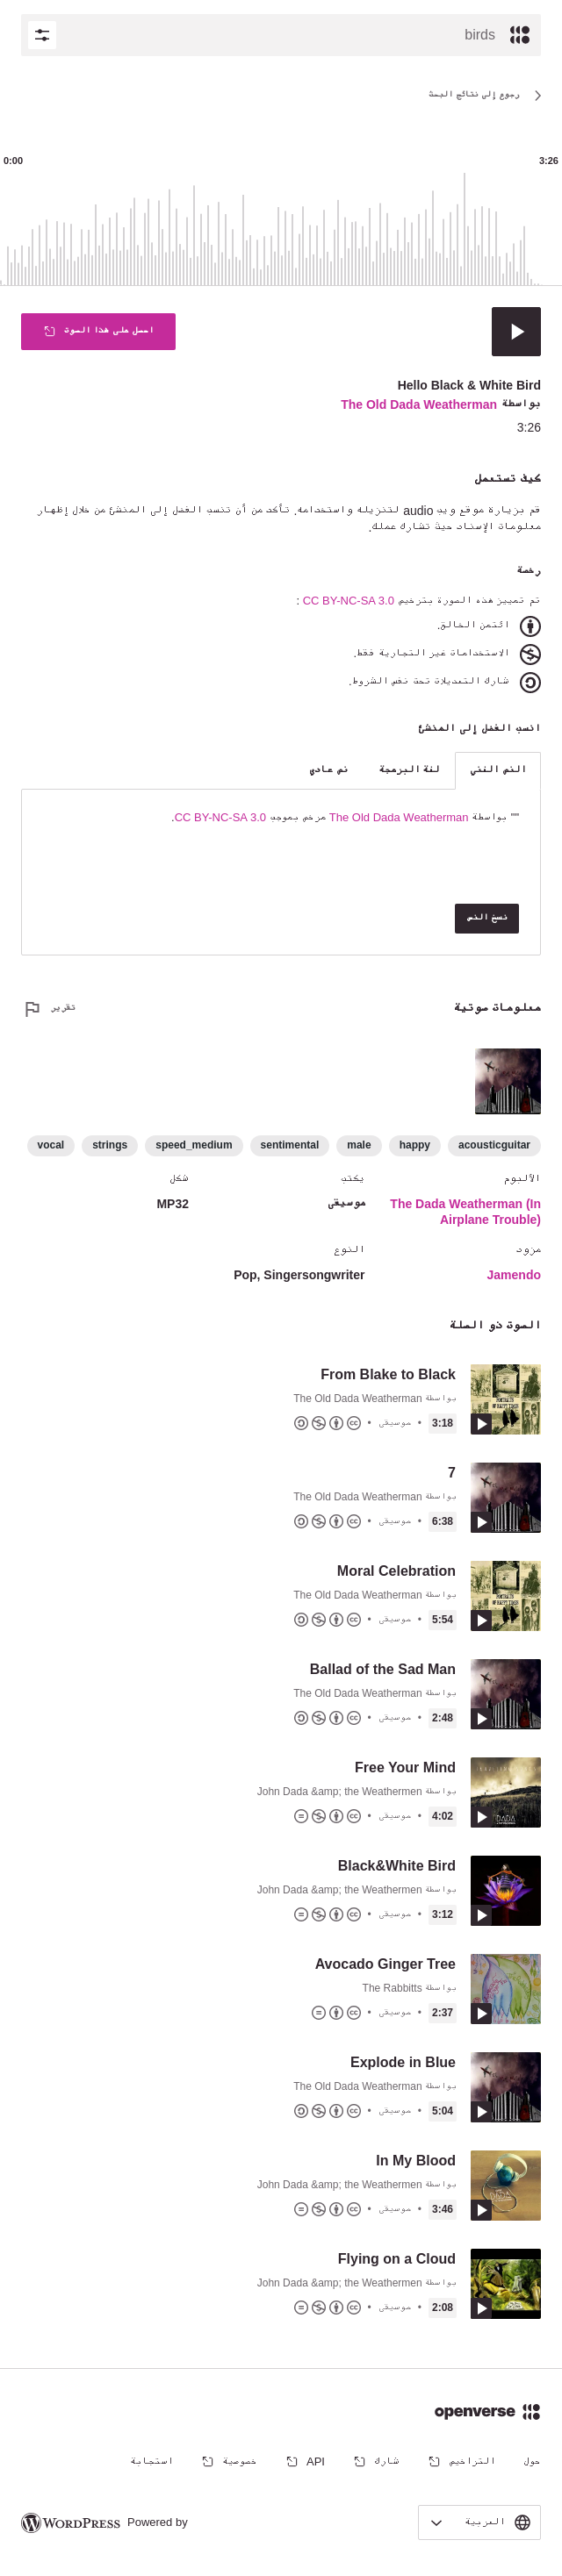 birds
رجوع إلى نتائج البحث
0:00
3:26
احصل على هذا الصوت
Hello Black & White Bird
بواسطة The Old Dada Weatherman
3:26
كيف تستعمل
قم بزيارة موقع ويب audio لتنزيله واستخدامه. تأكد من أن تنسب الفضل إلى المنشئ من خلال إظهار
معلومات الإسناد حيث تشارك عملك.
رخصة
تم تمييز هذه الصورة بترخيص CC BY-NC-SA 3.0 :
ائتمن الخالق.
الاستخدامات غير التجارية فقط.
شارك التعديلات تحت نفس الشروط.
انسب الفضل إلى المنشئ
النص الغني
لغة البرمجة
نص عادي
"" بواسطة The Old Dada Weatherman مرخص بموجب CC BY-NC-SA 3.0.
نسخ النص
معلومات صوتية
تقرير
acousticguitar
happy
male
sentimental
speed_medium
strings
vocal
الألبوم
يكتب
شكل
The Dada Weatherman (In
Airplane Trouble)
موسيقى
MP32
مزود
النوع
Jamendo
Pop, Singersongwriter
الصوت ذو الصلة
From Blake to Black
بواسطة The Old Dada Weatherman
3:18 • موسيقى •
7
بواسطة The Old Dada Weatherman
6:38 • موسيقى •
Moral Celebration
بواسطة The Old Dada Weatherman
5:54 • موسيقى •
Ballad of the Sad Man
بواسطة The Old Dada Weatherman
2:48 • موسيقى •
Free Your Mind
بواسطة John Dada &amp; the Weathermen
4:02 • موسيقى •
Black&White Bird
بواسطة John Dada &amp; the Weathermen
3:12 • موسيقى •
Avocado Ginger Tree
بواسطة The Rabbitts
2:37 • موسيقى •
Explode in Blue
بواسطة The Old Dada Weatherman
5:04 • موسيقى •
In My Blood
بواسطة John Dada &amp; the Weathermen
3:46 • موسيقى •
Flying on a Cloud
بواسطة John Dada &amp; the Weathermen
2:08 • موسيقى •
openverse
حول
التراخيص
شارك
API
خصوصية
استجابة
العربية
Powered by WORDPRESS